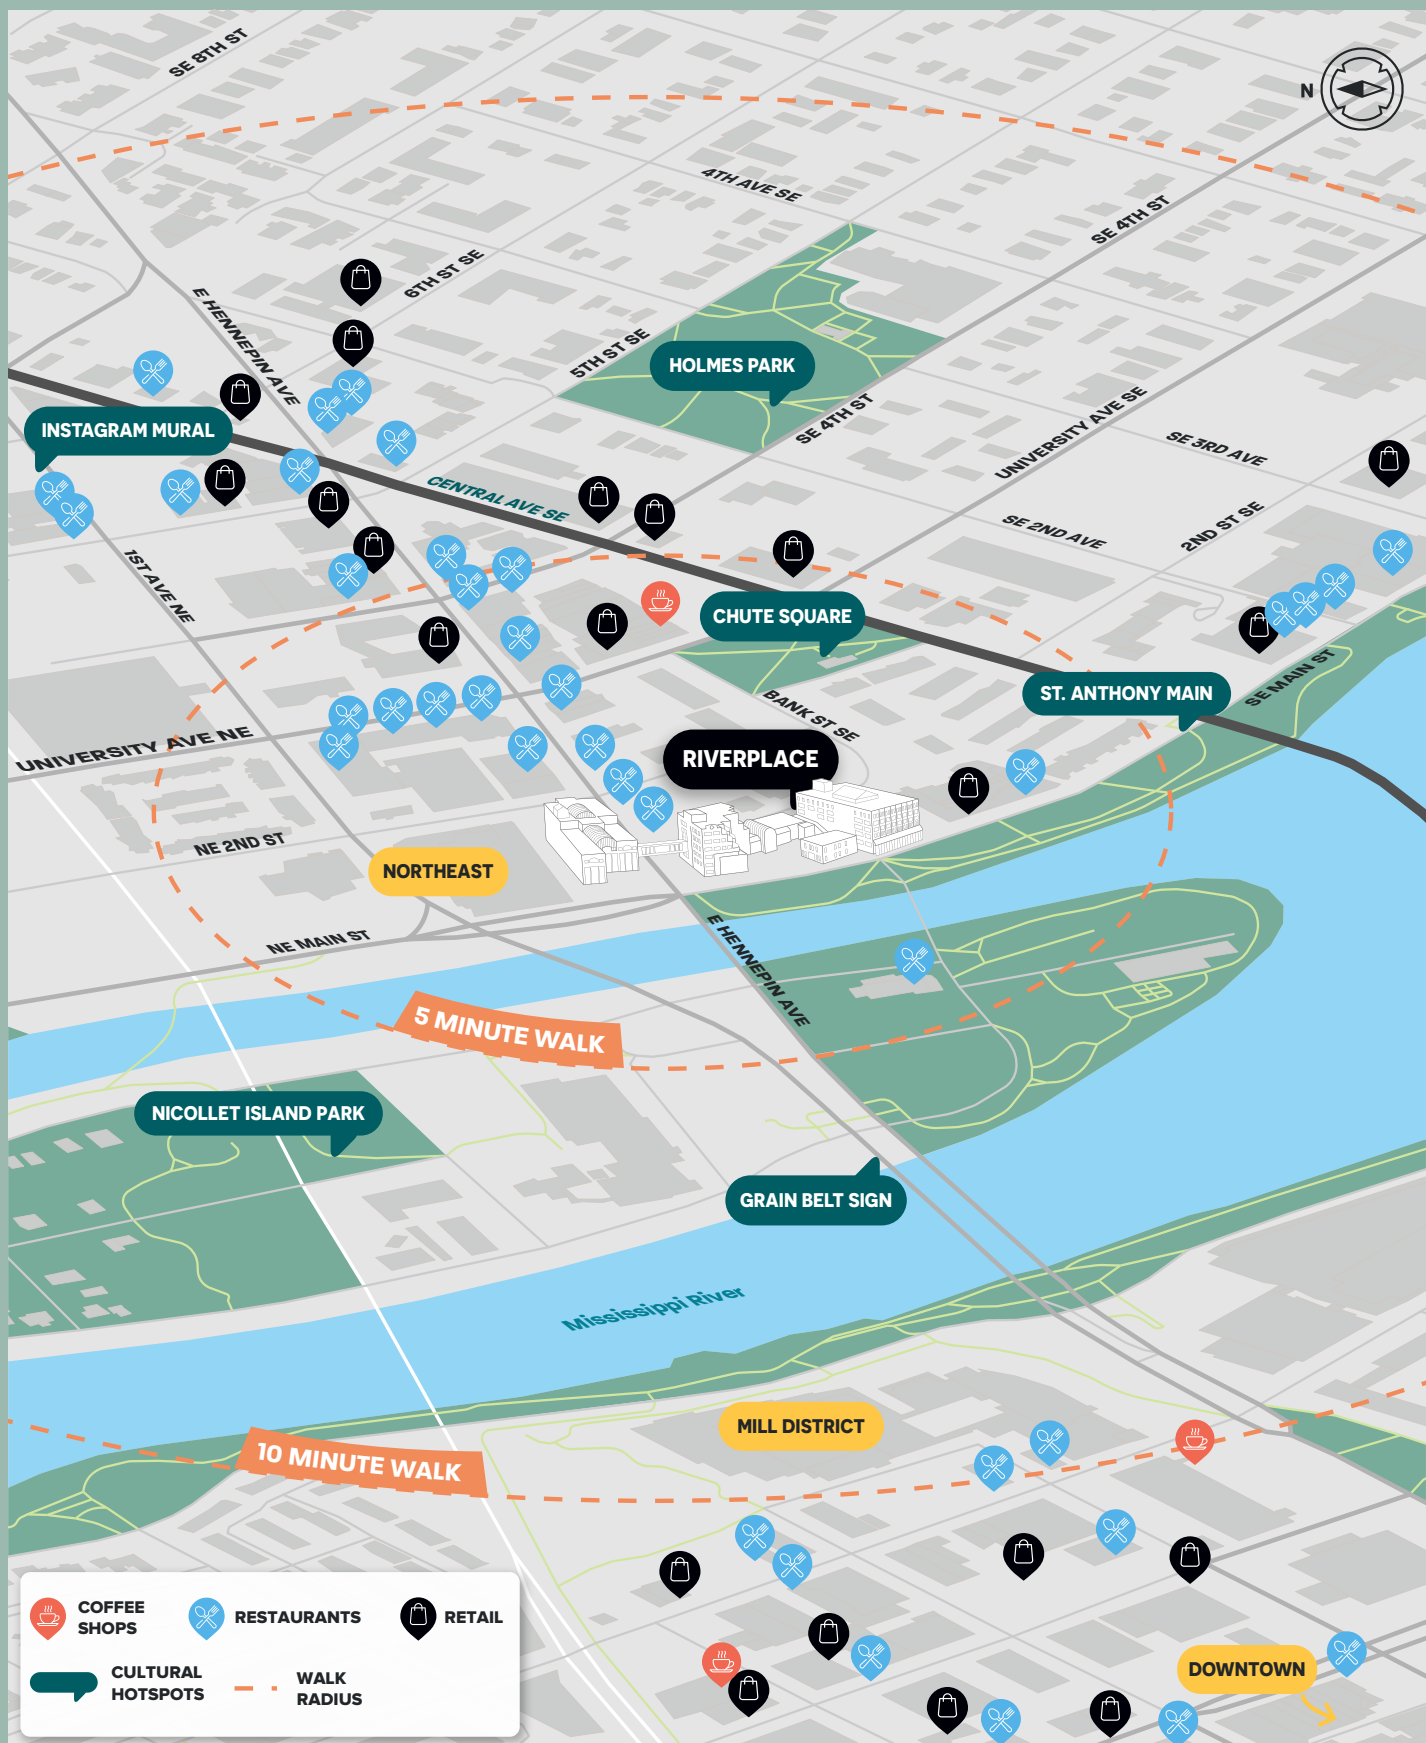 SE 8TH ST
N
4TH AVE SE
SE 4TH ST
6TH ST SE
E HENNEPIN AVE
5TH ST SE
HOLMES PARK
SE 4TH ST
UNIVERSITY AVE SE
INSTAGRAM MURAL
SE 3RD AVE
CENTRAL AVE SE
2ND ST SE
SE 2ND AVE
1ST AVE NE
CHUTE SQUARE
ST. ANTHONY MAIN
SE MAIN ST
BANK ST SE
UNIVERSITY AVE NE
RIVERPLACE
NE 2ND ST
NORTHEAST
NE MAIN ST
E HENNEPIN AVE
5 MINUTE WALK
NICOLLET ISLAND PARK
GRAIN BELT SIGN
Mississippi River
MILL DISTRICT
10 MINUTE WALK
COFFEE
SHOPS
RESTAURANTS
RETAIL
CULTURAL
HOTSPOTS
WALK
RADIUS
DOWNTOWN